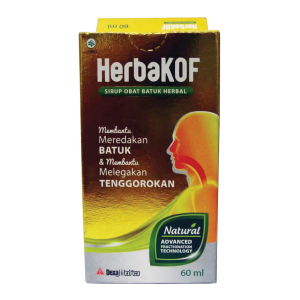 HerbaKOF
SIRUP OBAT BATUK HERBAL
Membantu
Meredakan
BATUK
& Membantu
Melegakan
TENGGOROKAN
Natural
ADVANCED
FRACTIONATION
TECHNOLOGY
60 ml